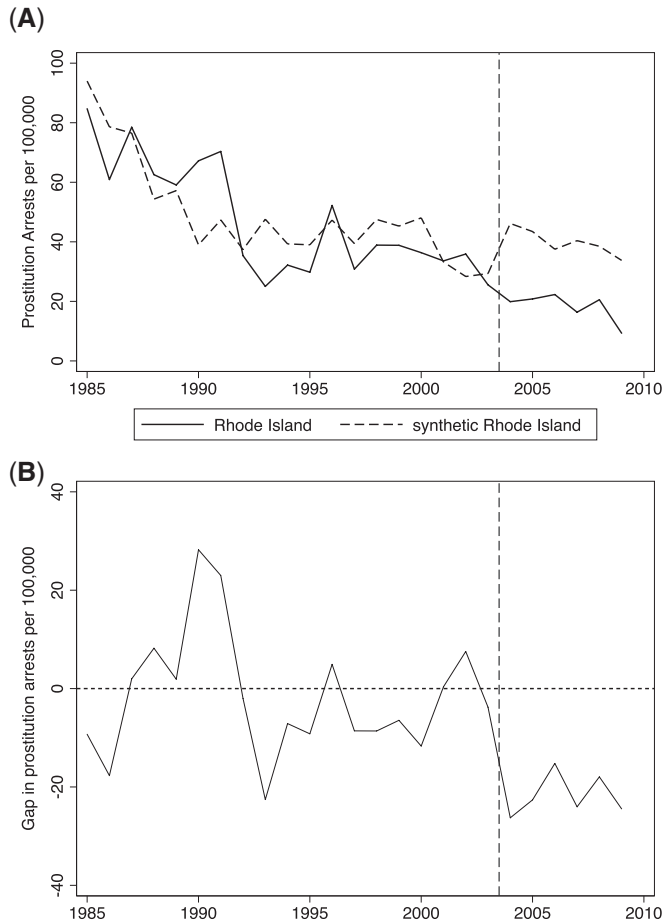 (A)
Prostitution Arrests per 100,000
100
80
60
40
20
0
1985 1990 1995 2000 2005 2010
Rhode Island synthetic Rhode Island
(B)
Gap in prostitution arrests per 100,000
40
20
0
-20
-40
1985 1990 1995 2000 2005 2010